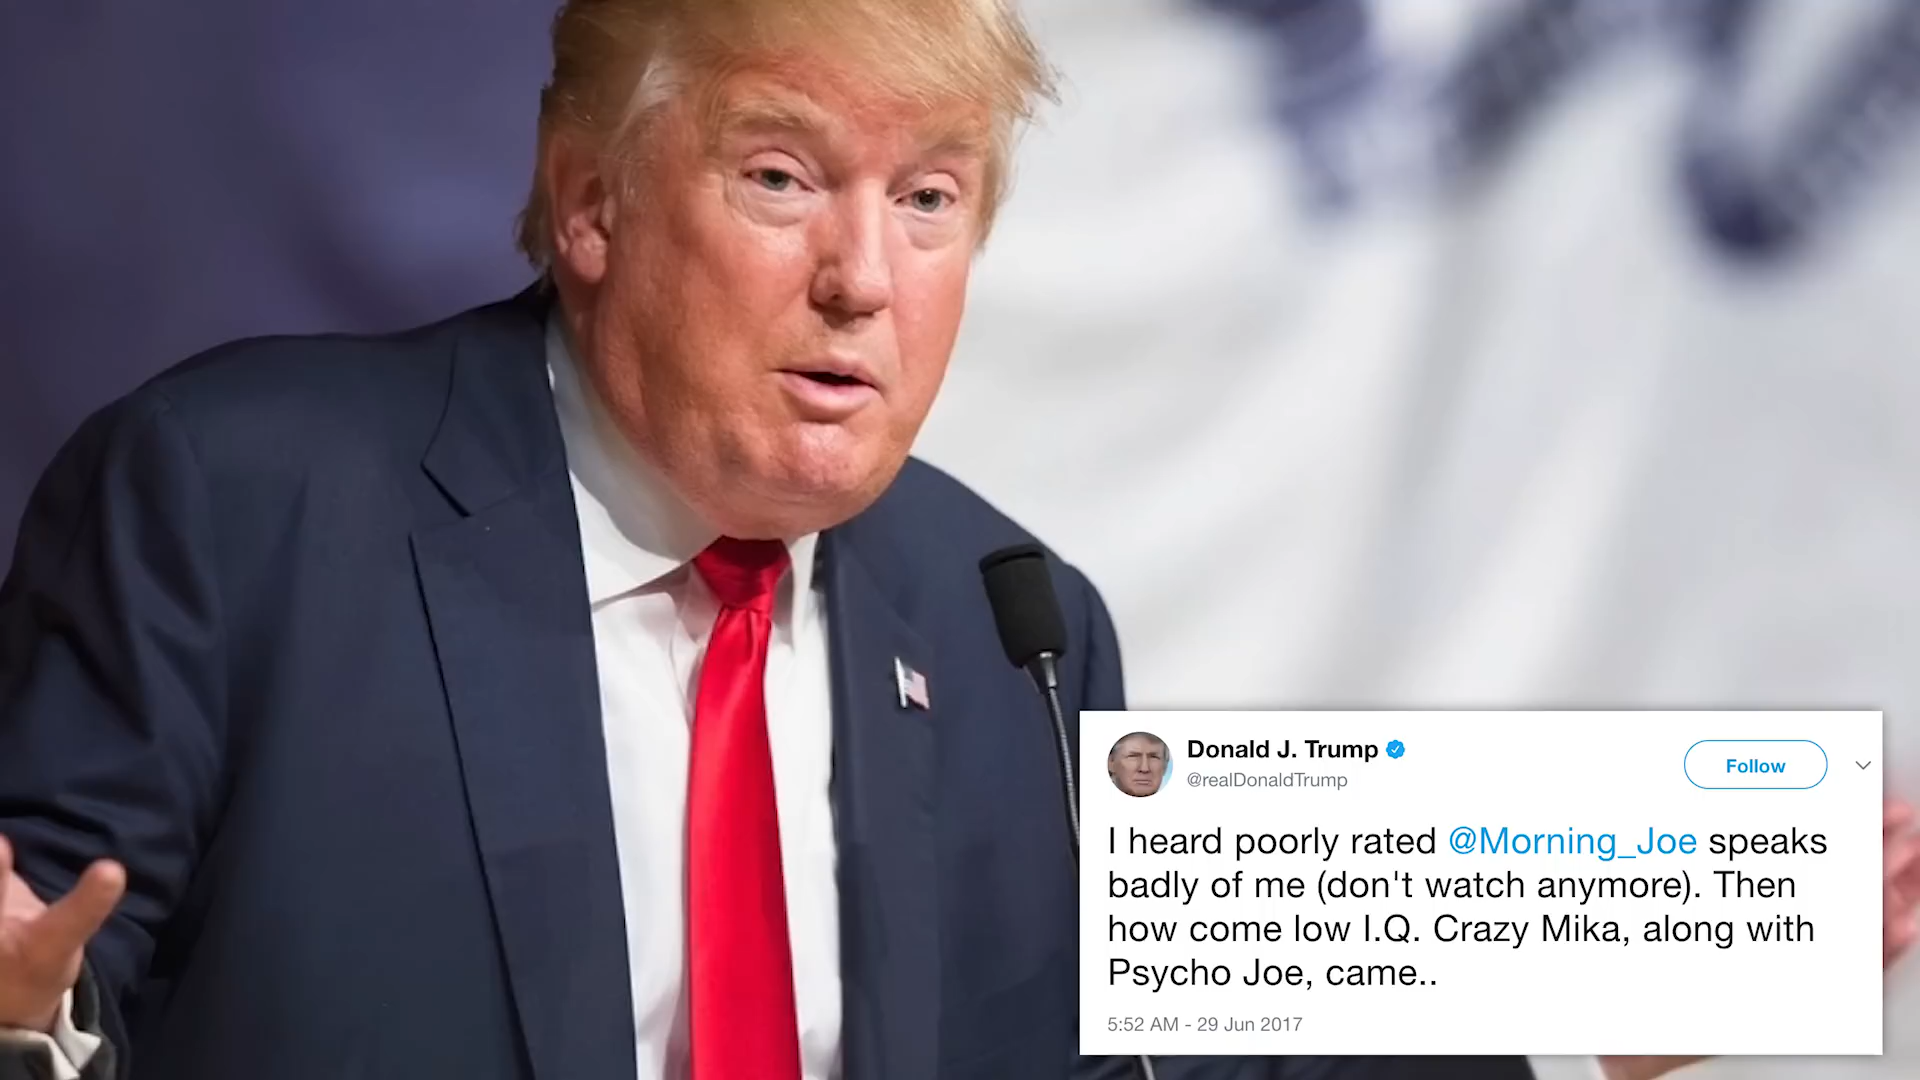 Donald J. Trump
@realDonaldTrump
Follow
I heard poorly rated @Morning_Joe speaks
badly of me (don't watch anymore). Then
how come low I.Q. Crazy Mika, along with
Psycho Joe, came..
5:52 AM - 29 Jun 2017